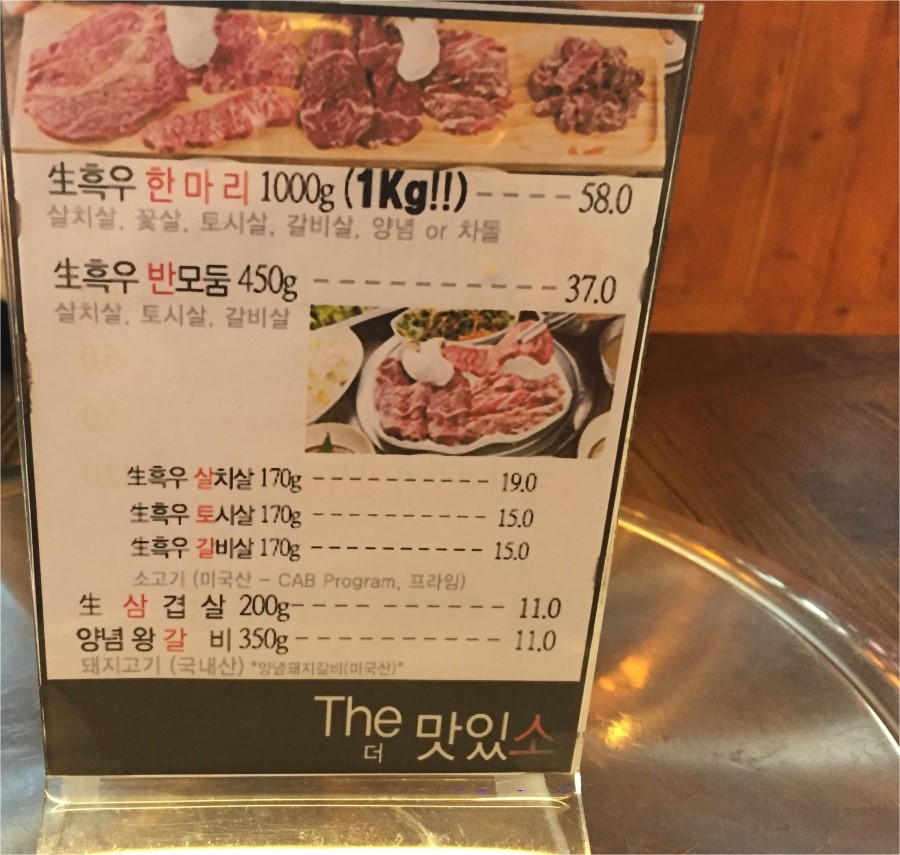 生흑우 한마리 1000g (1Kg!!) ---- 58.0
살치살, 꽃살, 토시살, 갈비살, 양념 or 차돌
生흑우 반모둠 450g ---------- 37.0
살치살, 토시살, 갈비살
生흑우 살치살 170g ----------- 19.0
生흑우 토시살 170g ----------- 15.0
生흑우 길비살 170g ----------- 15.0
소고기 (미국산 - CAB Program, 프라임)
生 삼 겹 살 200g ------------ 11.0
양념 왕 갈 비 350g ------------ 11.0
돼지고기 (국내산) *양념돼지갈비(미국산)*
The 맛있소
더